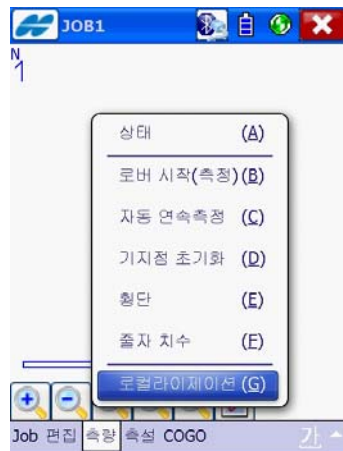 JOB1
N
1
상태 (A)
로버 시작(측정) (B)
자동 연속측정 (C)
기지점 초기화 (D)
횡단 (E)
줄자 치수 (F)
로컬라이제이션 (G)
Job 편집 측량 측설 COGO 가